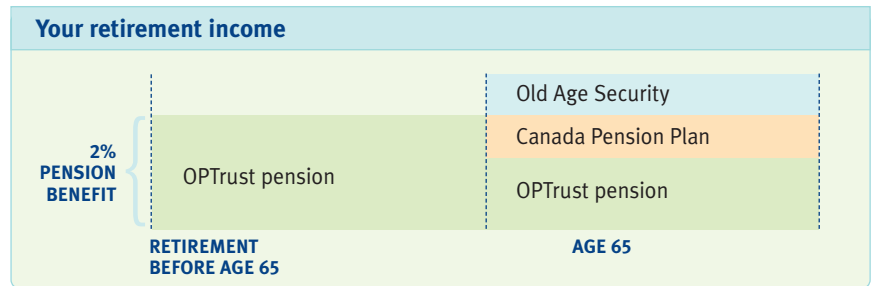 Your retirement income
2%
PENSION
BENEFIT
OPTrust pension
Old Age Security
Canada Pension Plan
OPTrust pension
RETIREMENT
BEFORE AGE 65
AGE 65